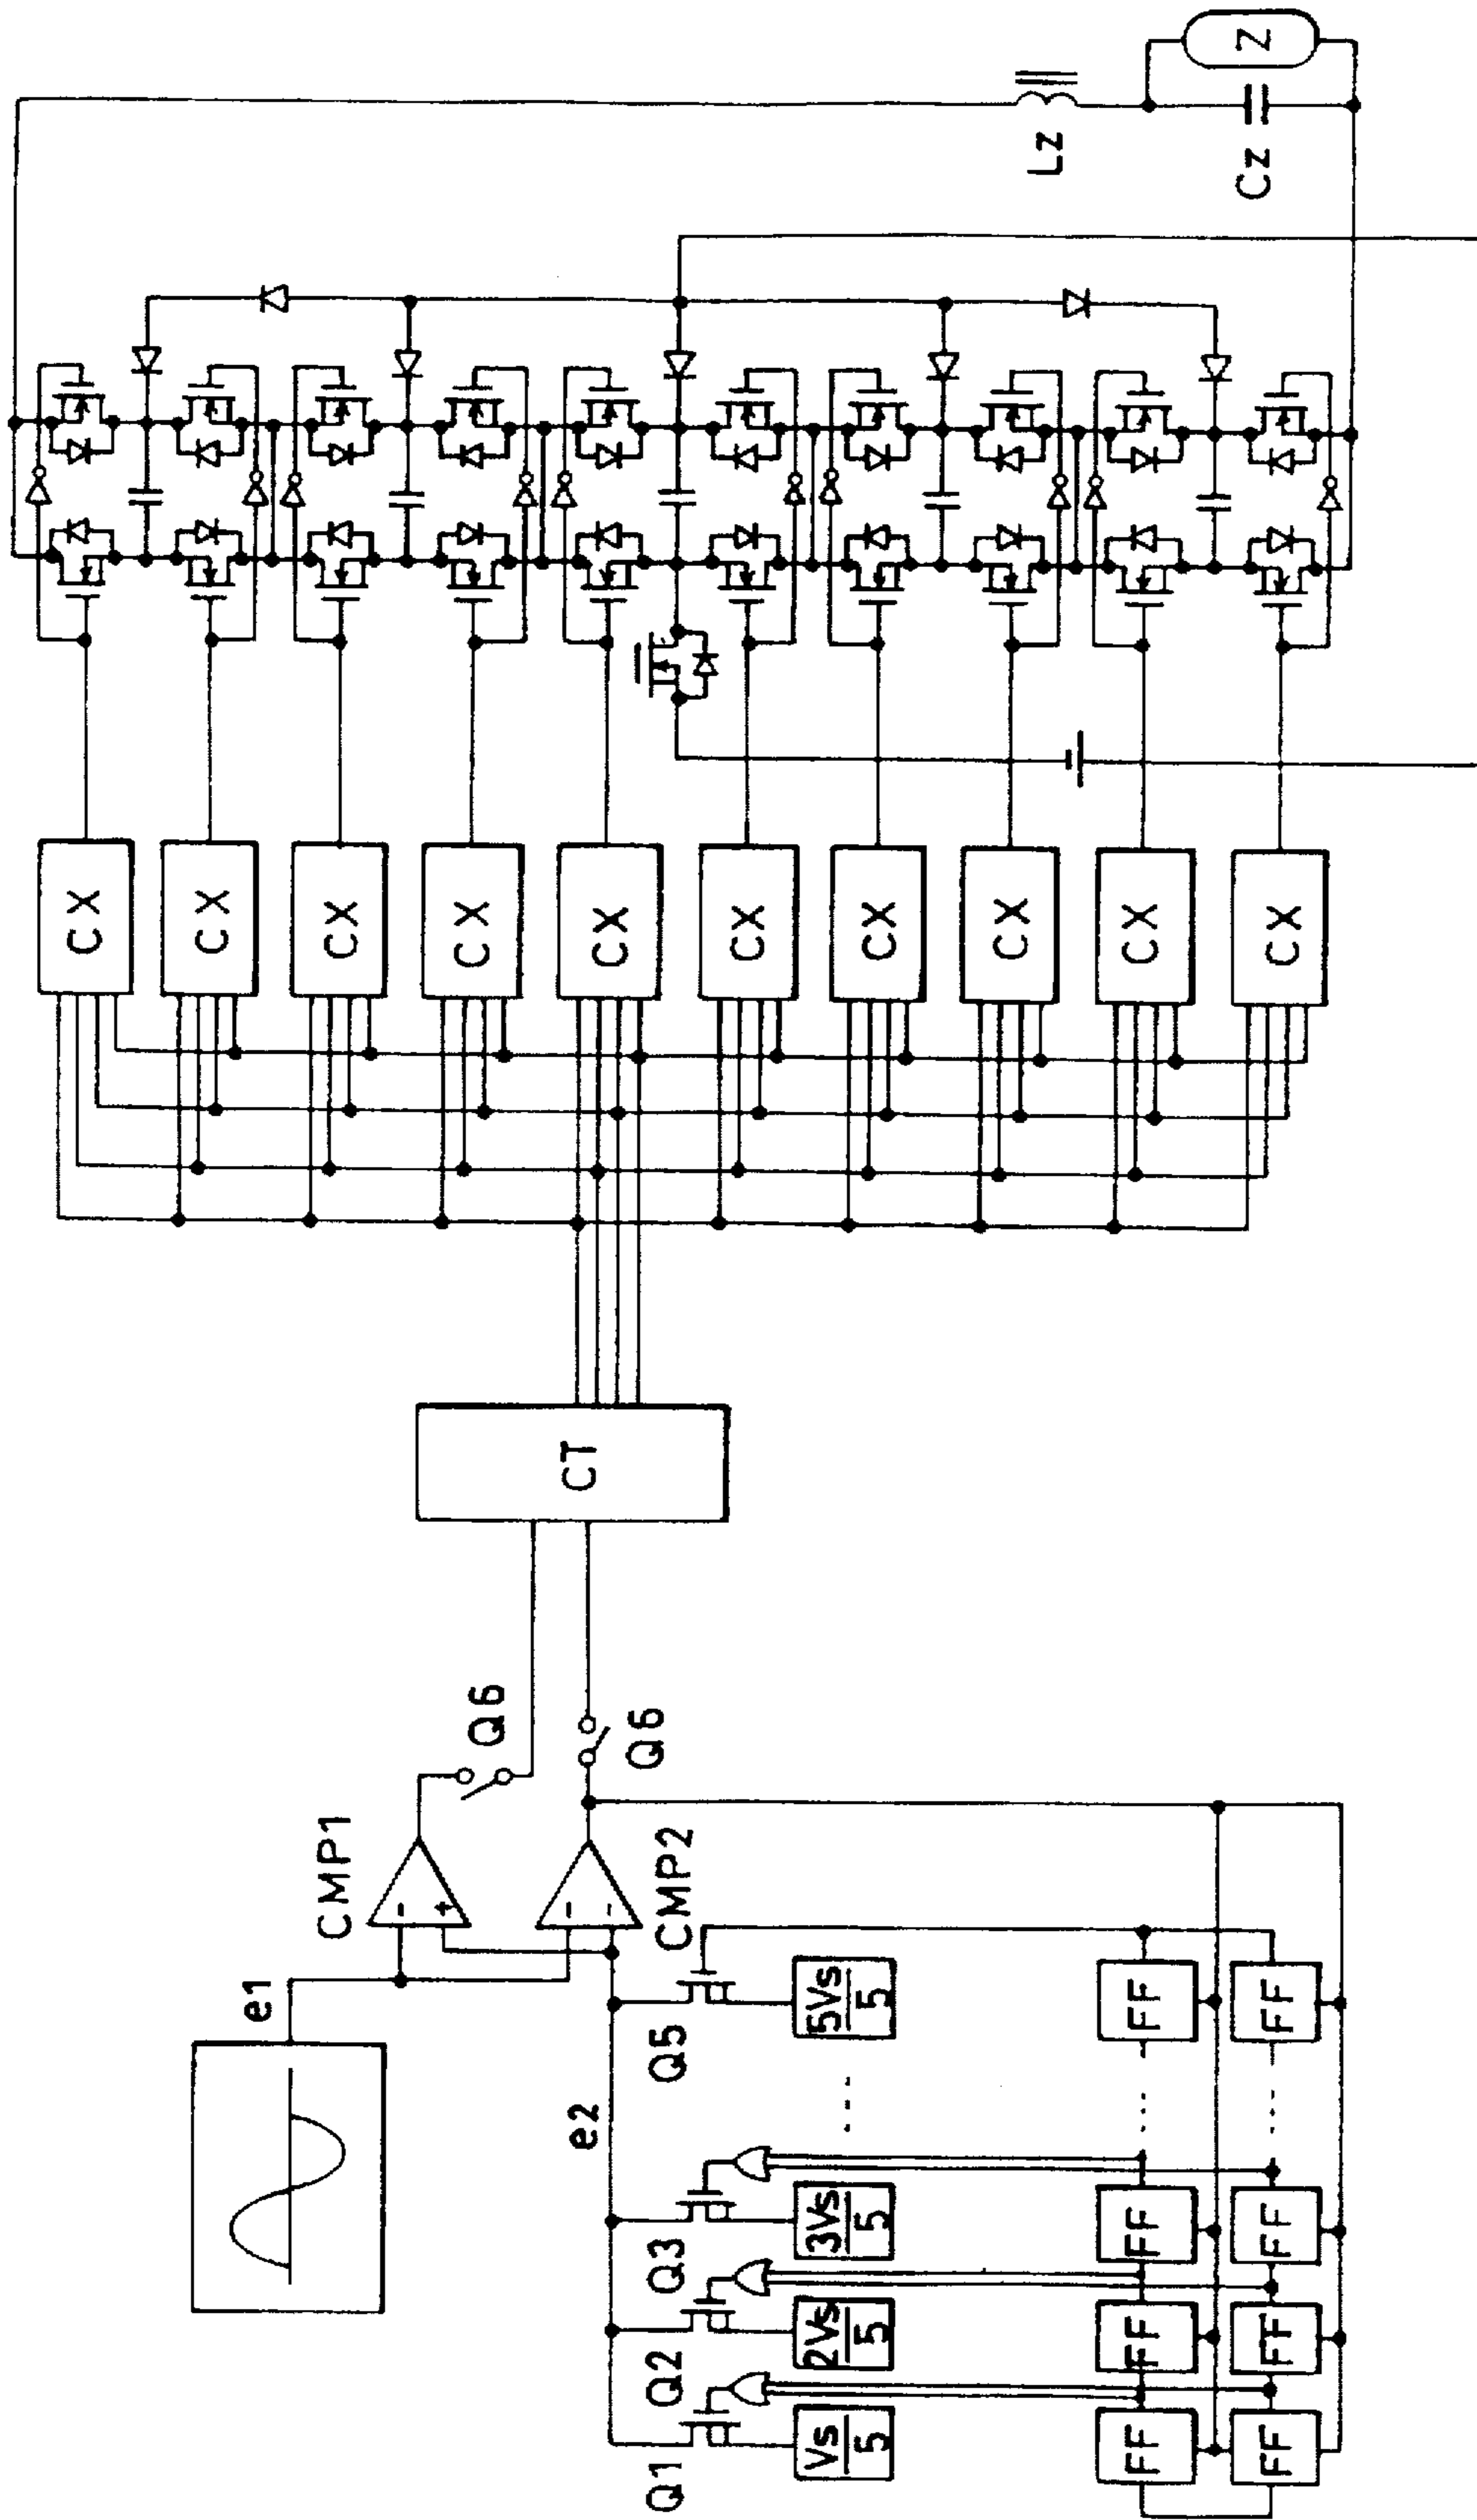 e1
CMP1
-
+
Q6
e2
-
-
Q6
CMP2
CT
Q1
Q2
Q3
Q5
Vs/5
2Vs/5
3Vs/5
...
5Vs/5
FF
FF
FF
...
FF
FF
FF
FF
...
FF
CX
CX
CX
CX
CX
CX
CX
CX
CX
CX
Lz
Cz
Z